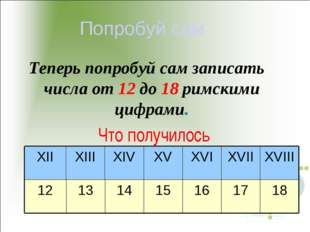 Попробуй сам
Теперь попробуй сам записать
числа от 12 до 18 римскими
цифрами.
Что получилось
XII XIII XIV XV XVI XVII XVIII
12 13 14 15 16 17 18